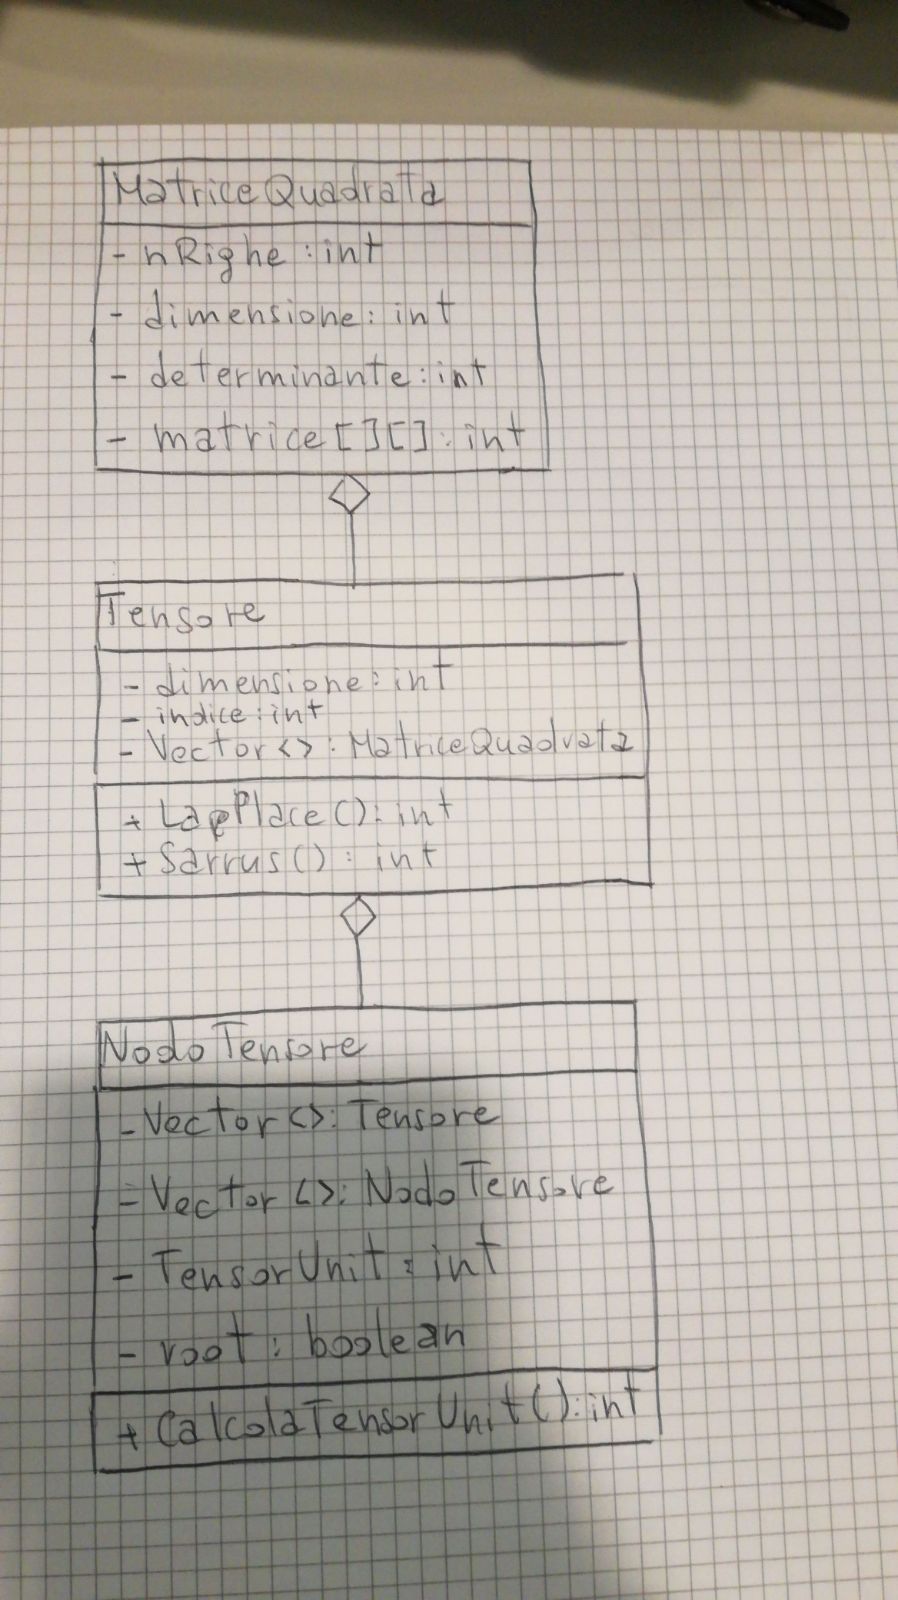 MatriceQuadrata
- nRighe : int
- dimensione : int
- determinante : int
- matrice[][] : int
Tensore
- dimensione : int
- indice : int
- Vector<> : MatriceQuadrata
+ LapPlace() : int
+ Sarrus() : int
NodoTensore
- Vector<> : Tensore
- Vector<> : NodoTensore
- TensorUnit : int
- root : boolean
+ CalcolaTensorUnit() : int